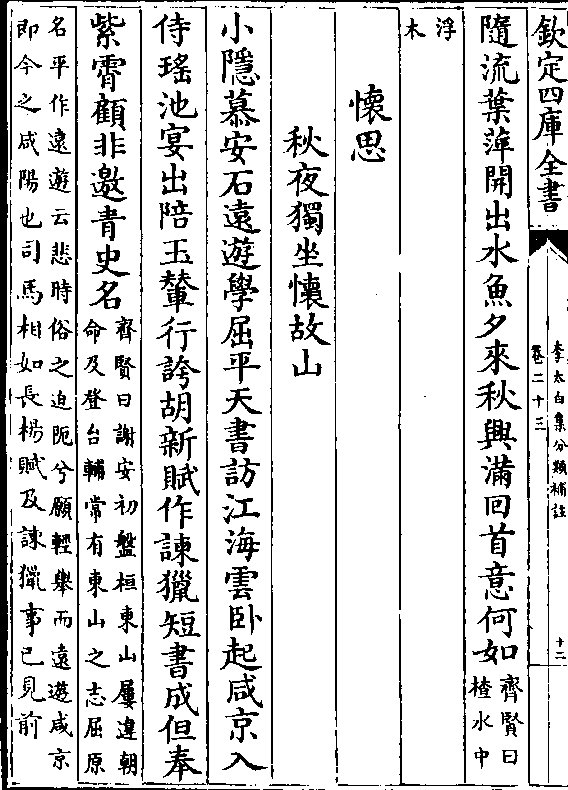 欽定四庫全書
李太白集分類補註
卷二十三
十二
隨流葉萍開出水魚夕來秋興滿回首意何如
齊賢曰
楂水中
浮
木
懷思
秋夜獨坐懷故山
小隱慕安石遠遊學屈平天書訪江海雲卧起咸京入
侍瑤池宴出陪玉輦行誇胡新賦作諫獵短書成但奉
紫霄顧非邀青史名
齊賢曰謝安初盤桓東山屢違朝
命及登台輔常有東山之志屈原
名平作遠遊云悲時俗之迫阨兮願輕舉而遠遊咸京
即今之咸陽也司馬相如長楊賦及諫獵事已見前